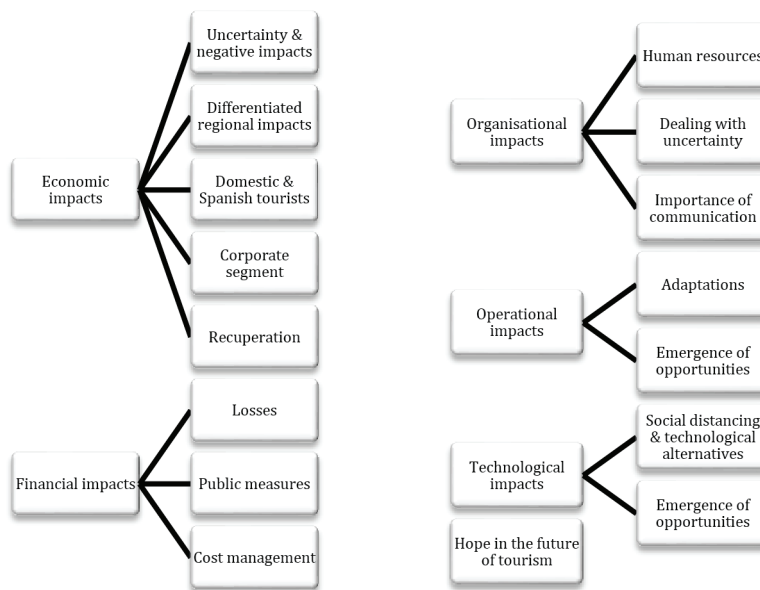 Economic
impacts
Uncertainty &
negative impacts
Differentiated
regional impacts
Domestic &
Spanish tourists
Corporate
segment
Recuperation
Financial impacts
Losses
Public measures
Cost management
Organisational
impacts
Human resources
Dealing with
uncertainty
Importance of
communication
Operational
impacts
Adaptations
Emergence of
opportunities
Technological
impacts
Social distancing
& technological
alternatives
Emergence of
opportunities
Hope in the future
of tourism